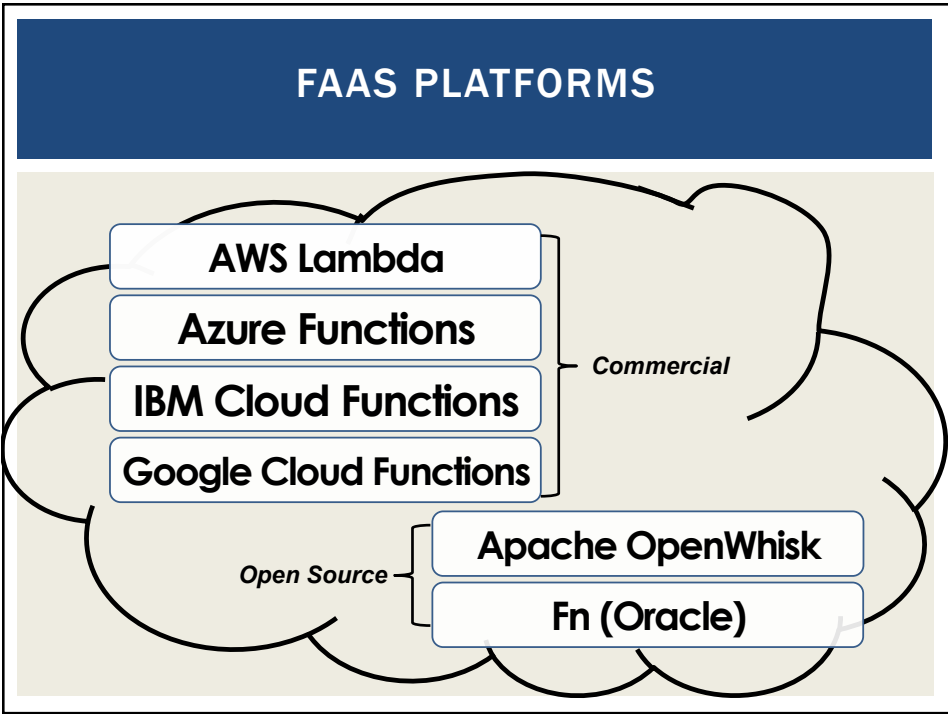 FAAS PLATFORMS
AWS Lambda
Azure Functions
Commercial
IBM Cloud Functions
Google Cloud Functions
Apache OpenWhisk
Open Source
Fn (Oracle)